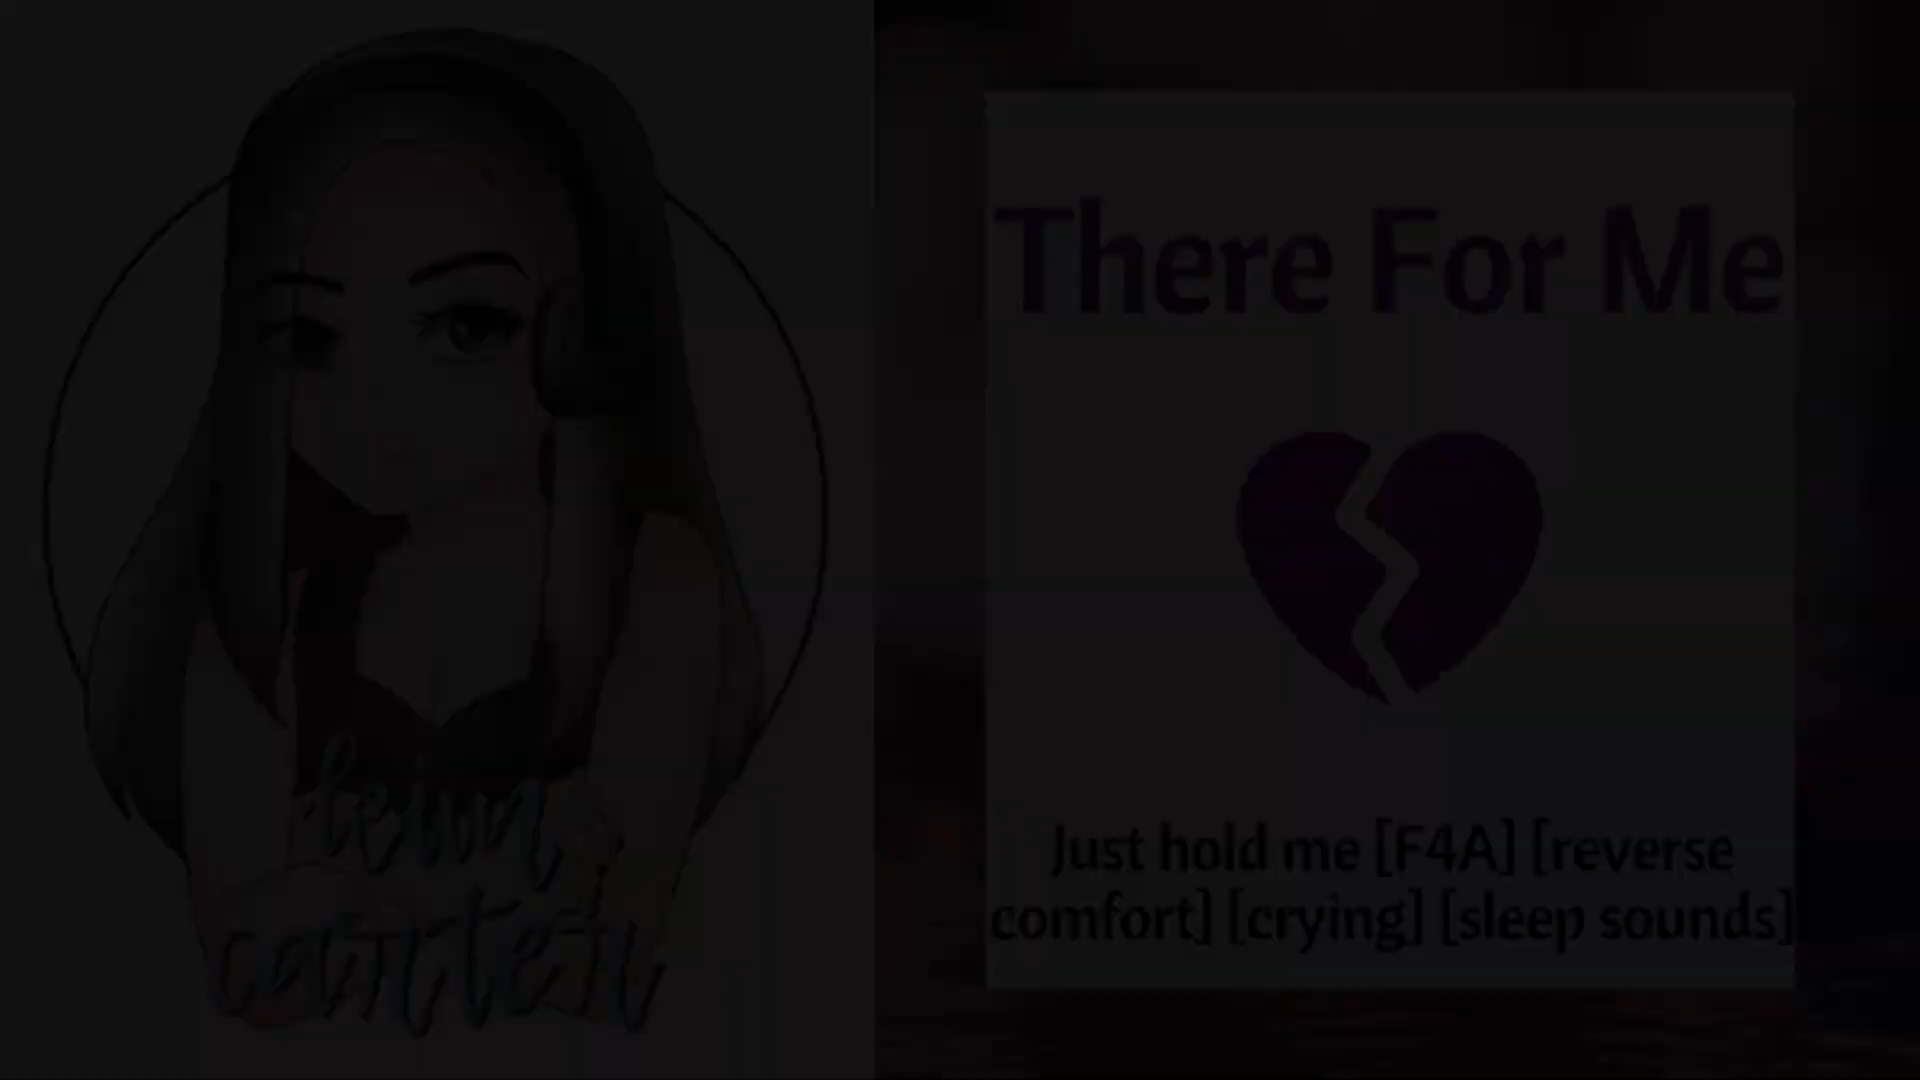 There For Me
Just hold me [F4A] [reverse
comfort] [crying] [sleep sounds]